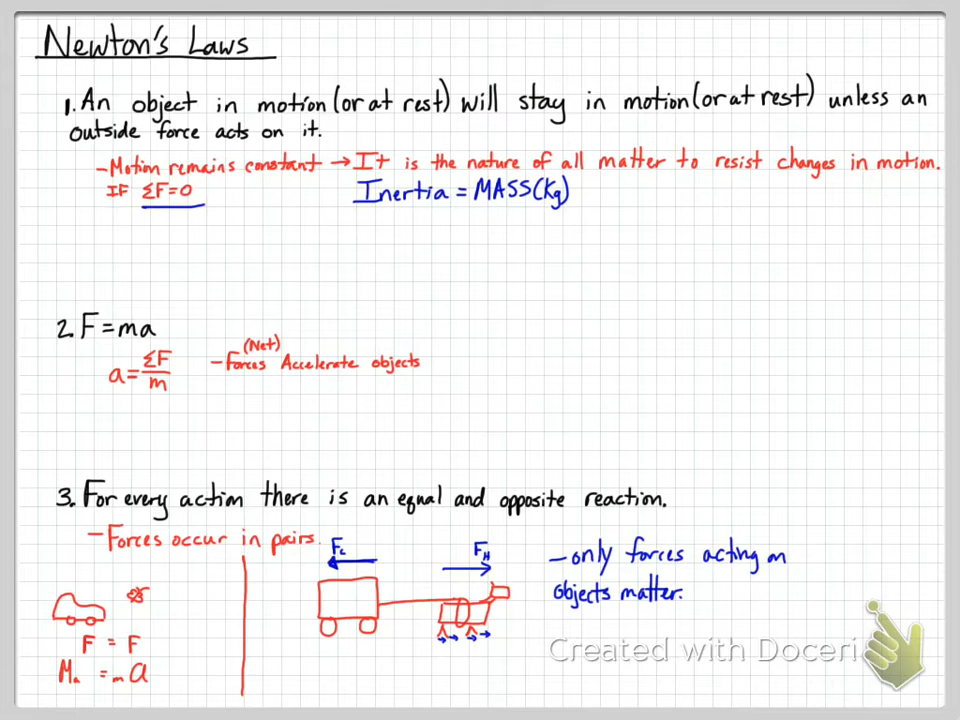 Newton's Laws
1. An object in motion (or at rest) will stay in motion (or at rest) unless an
outside force acts on it.
-Motion remains constant → It is the nature of all matter to resist changes in motion.
IF ΣF=0
Inertia = MASS(Kg)
2. F=ma
a = ΣF/m
(Net)
-Forces Accelerate objects
3. For every action there is an equal and opposite reaction.
-Forces occur in pairs.
FL
FH
-only forces acting on
objects matter.
F = F
Ma = ma
Created with Doceri